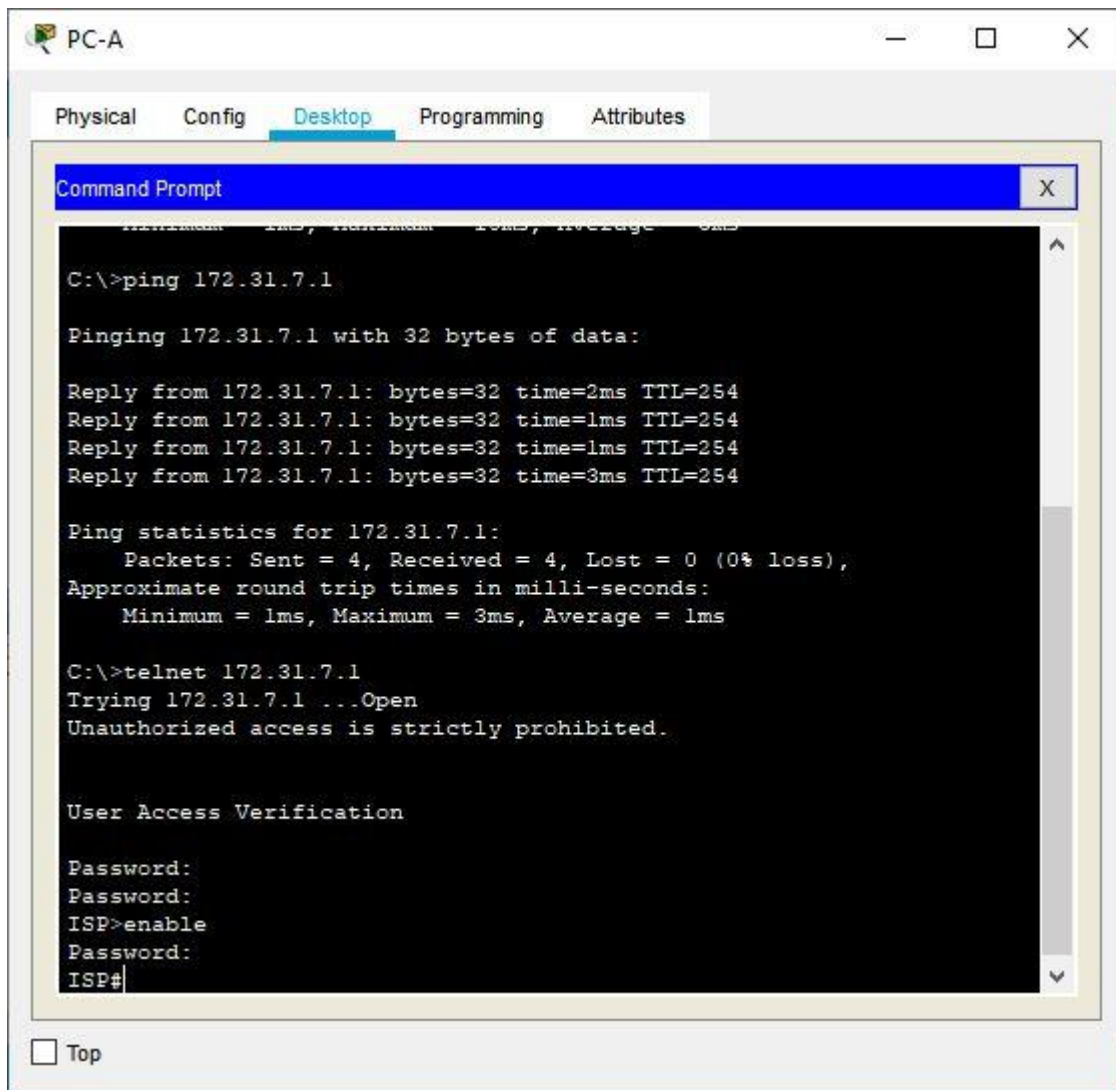 PC-A
Physical Config Desktop Programming Attributes
Command Prompt X
C:\>ping 172.31.7.1
Pinging 172.31.7.1 with 32 bytes of data:
Reply from 172.31.7.1: bytes=32 time=2ms TTL=254
Reply from 172.31.7.1: bytes=32 time=1ms TTL=254
Reply from 172.31.7.1: bytes=32 time=1ms TTL=254
Reply from 172.31.7.1: bytes=32 time=3ms TTL=254
Ping statistics for 172.31.7.1:
Packets: Sent = 4, Received = 4, Lost = 0 (0% loss),
Approximate round trip times in milli-seconds:
Minimum = 1ms, Maximum = 3ms, Average = 1ms
C:\>telnet 172.31.7.1
Trying 172.31.7.1 ...Open
Unauthorized access is strictly prohibited.
User Access Verification
Password:
Password:
ISP>enable
Password:
ISP#
Top